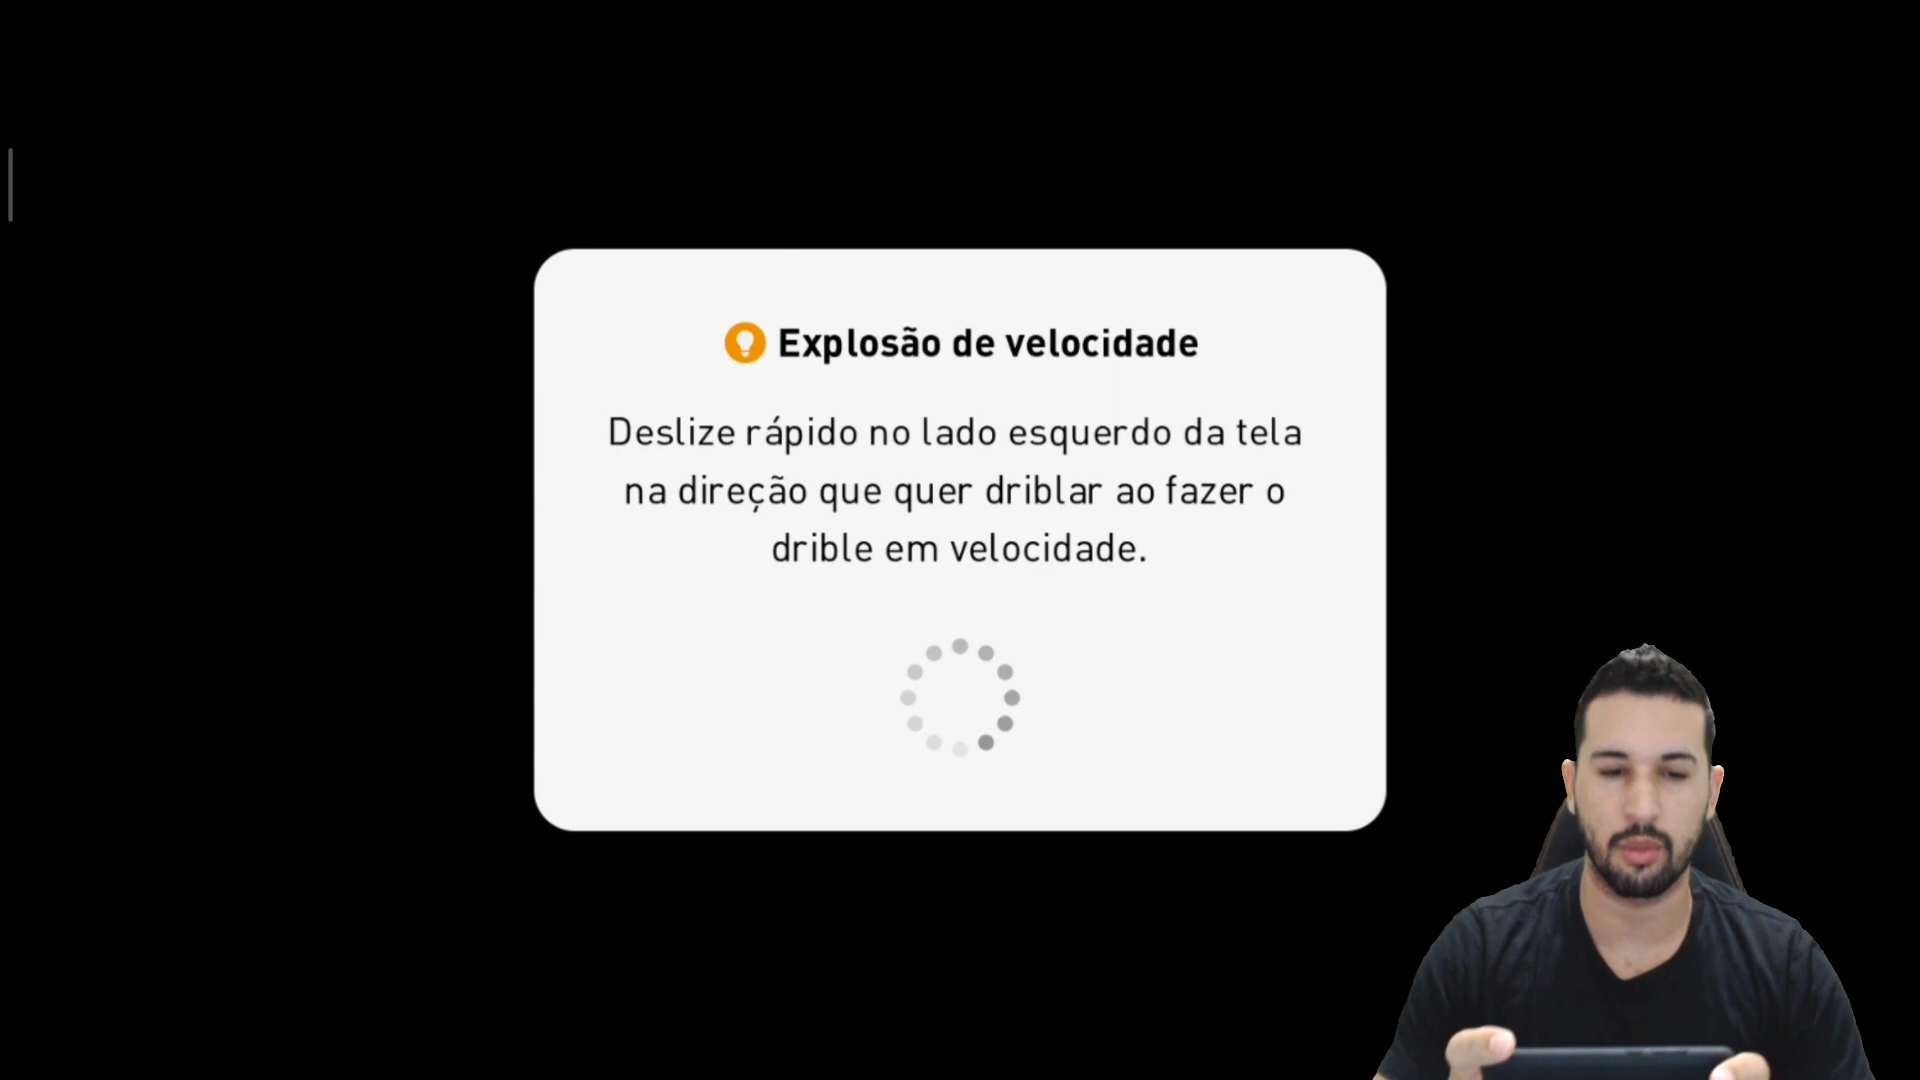 Explosão de velocidade
Deslize rápido no lado esquerdo da tela
na direção que quer driblar ao fazer o
drible em velocidade.